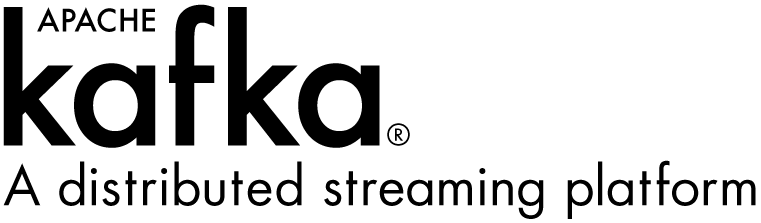 APACHE
kafka®
A distributed streaming platform